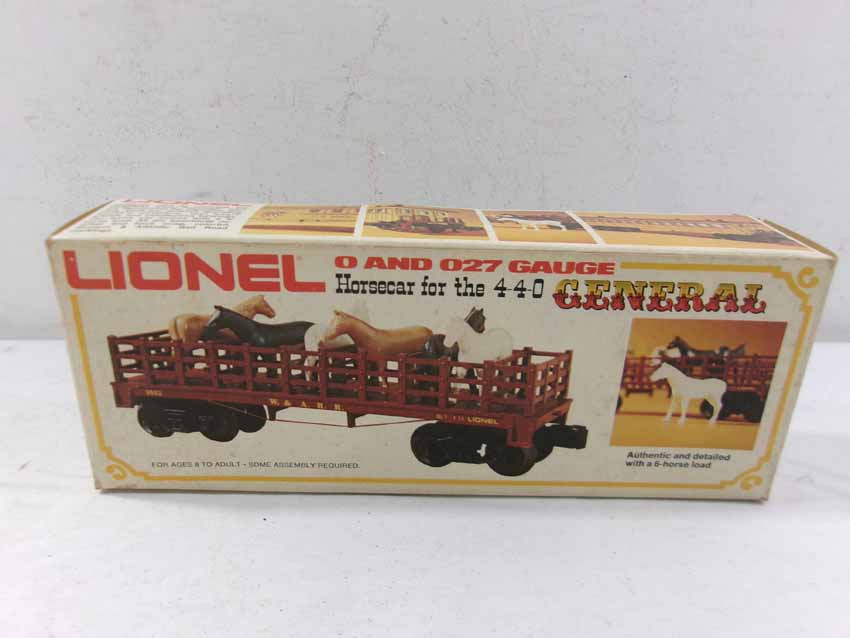 LIONEL
O AND O27 GAUGE
Horsecar for the 4-4-0 GENERAL
W. & A. R. R.
LIONEL
FOR AGES 8 TO ADULT - SOME ASSEMBLY REQUIRED.
Authentic and detailed
with a 6-horse load